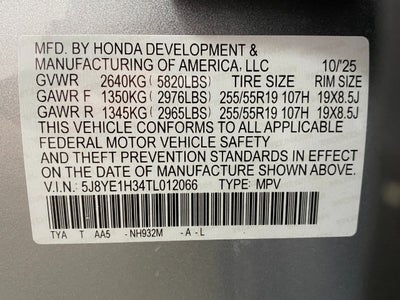 MFD. BY HONDA DEVELOPMENT &
MANUFACTURING OF AMERICA, LLC 10/'25
GVWR 2640KG( 5820LBS) TIRE SIZE RIM SIZE
GAWR F 1350KG( 2976LBS) 255/55R19 107H 19X8.5J
GAWR R 1345KG( 2965LBS) 255/55R19 107H 19X8.5J
THIS VEHICLE CONFORMS TO ALL APPLICABLE
FEDERAL MOTOR VEHICLE SAFETY
AND THEFT PREVENTION STANDARDS IN EFFECT
ON THE DATE OF MANUFACTURE SHOWN ABOVE.
V.I.N.: 5J8YE1H34TL012066 TYPE: MPV
TYA T AA5 -NH932M -A-L